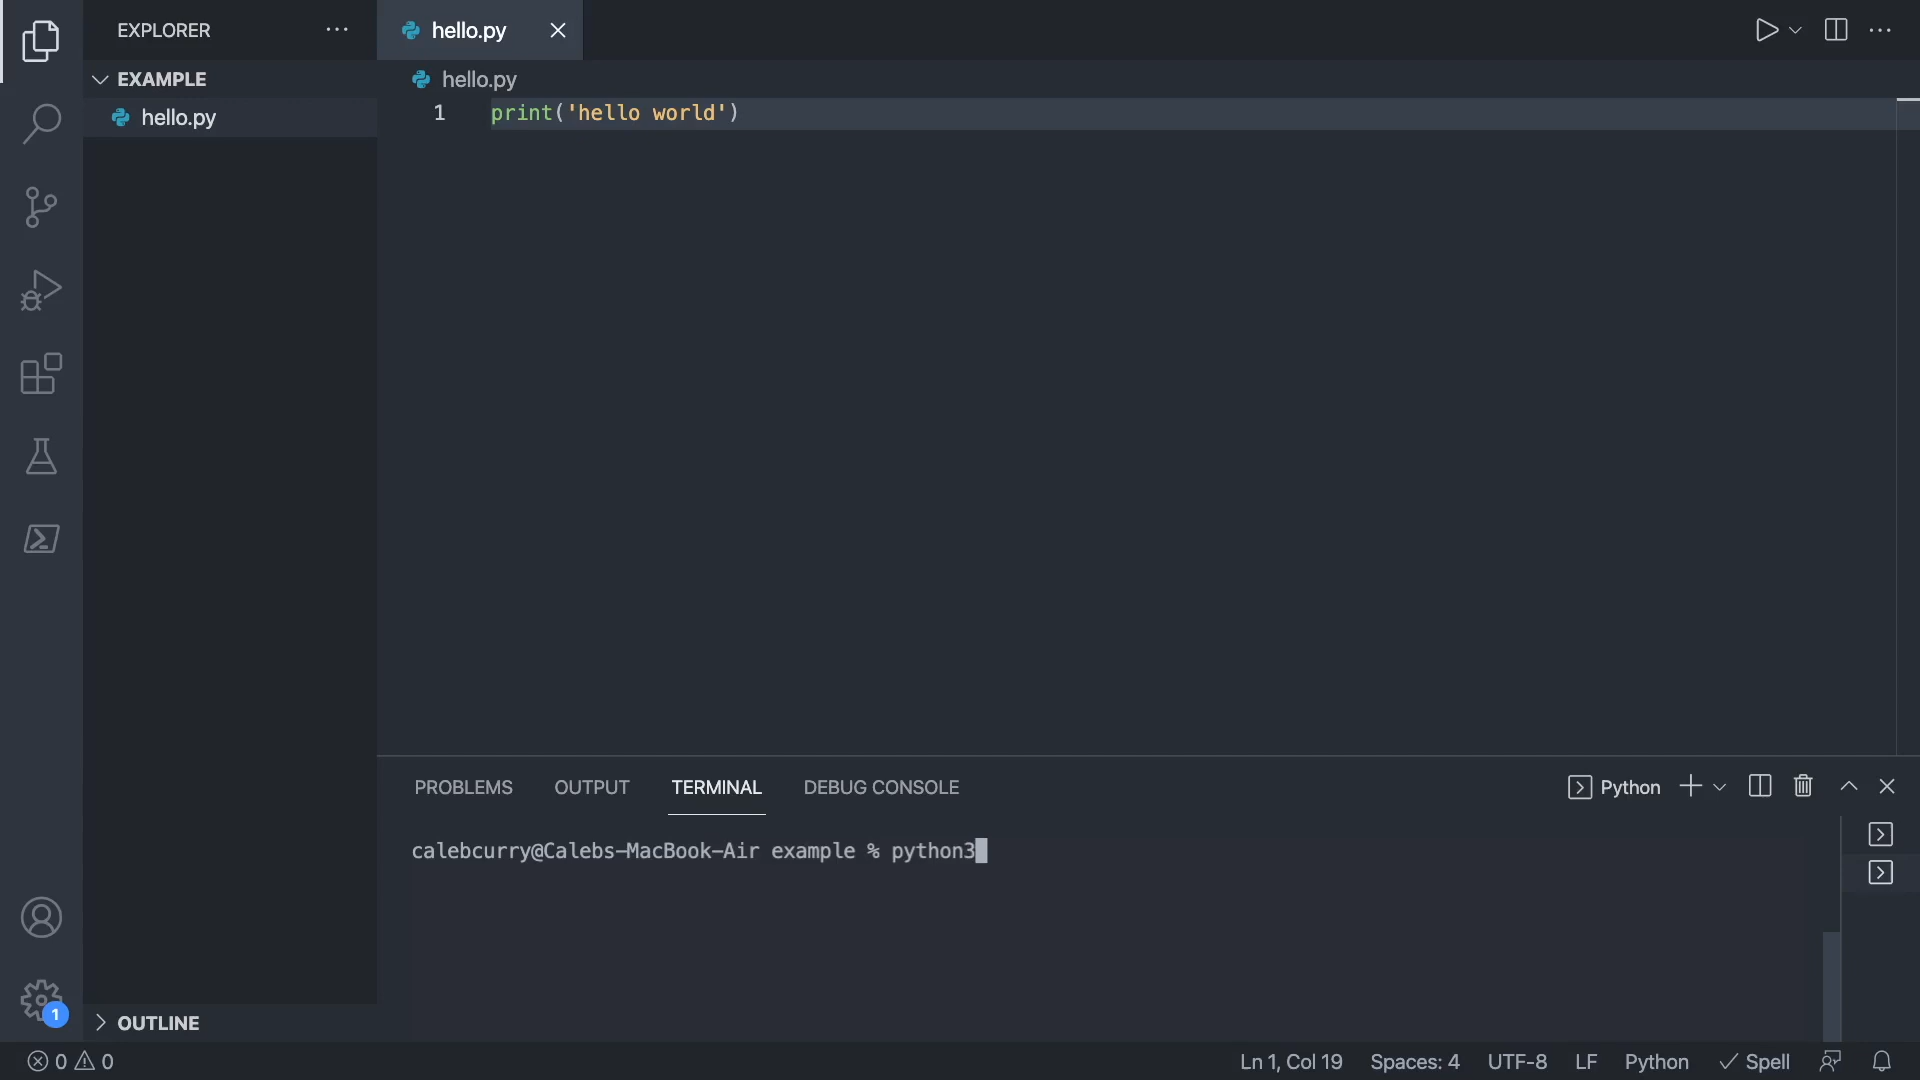 EXPLORER
hello.py
EXAMPLE
hello.py
hello.py
1 print('hello world')
PROBLEMS OUTPUT TERMINAL DEBUG CONSOLE
Python
calebcurry@Calebs-MacBook-Air example % python3
1
OUTLINE
0 0
Ln 1, Col 19 Spaces: 4 UTF-8 LF Python Spell